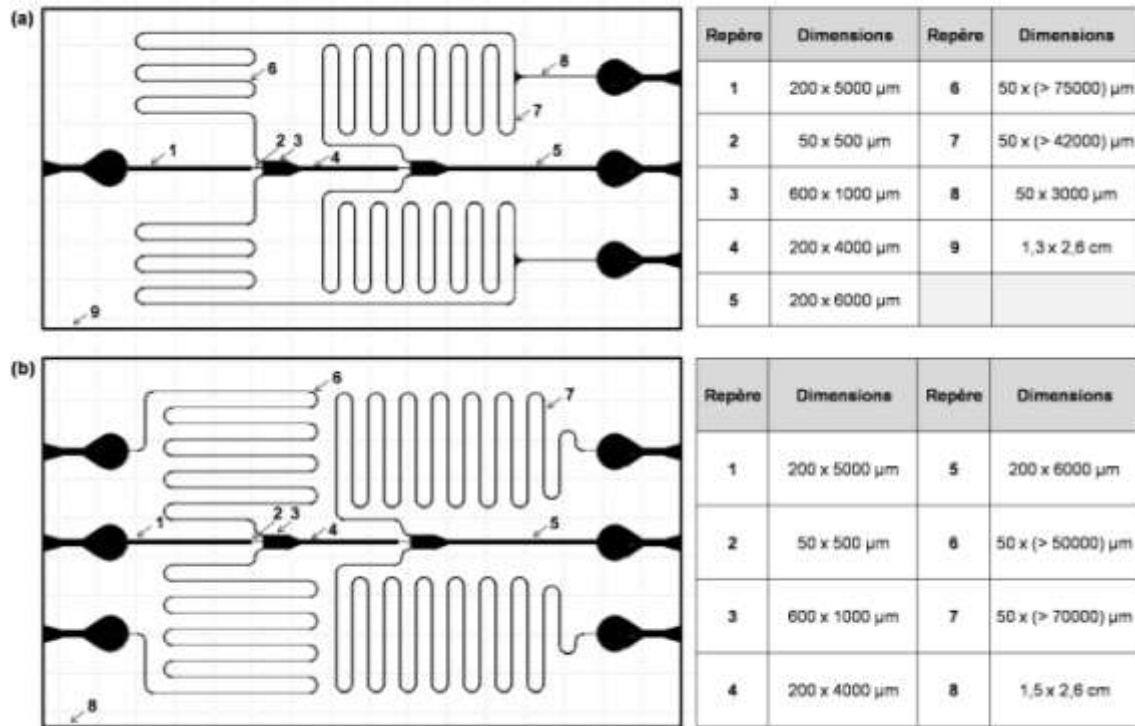 (a)
6
8
7
1
2
3
4
5
9
Repère Dimensions Repère Dimensions
1 200 x 5000 µm 6 50 x (> 75000) µm
2 50 x 500 µm 7 50 x (> 42000) µm
3 600 x 1000 µm 8 50 x 3000 µm
4 200 x 4000 µm 9 1,3 x 2,6 cm
5 200 x 6000 µm
(b)
6
7
1
2
3
4
5
8
Repère Dimensions Repère Dimensions
1 200 x 5000 µm 5 200 x 6000 µm
2 50 x 500 µm 6 50 x (> 50000) µm
3 600 x 1000 µm 7 50 x (> 70000) µm
4 200 x 4000 µm 8 1,5 x 2,6 cm